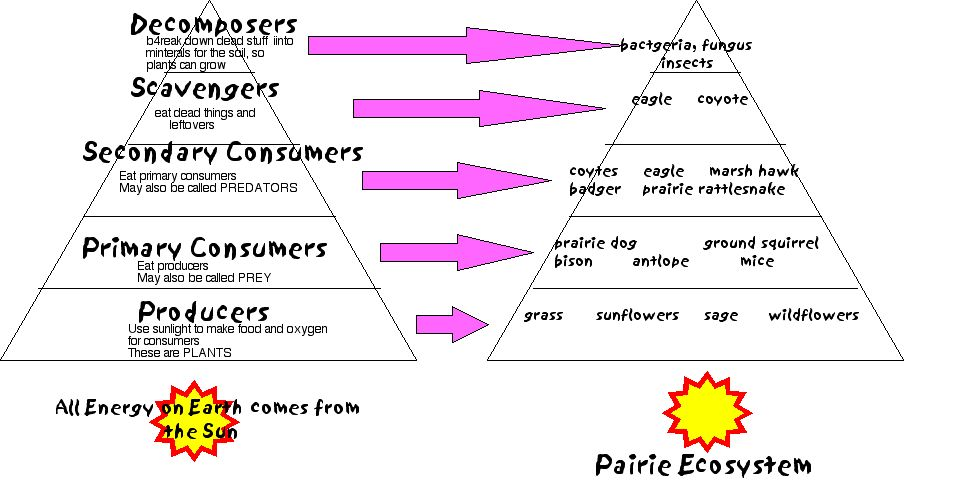 Decomposers
b4reak down dead stuff iinto
minterals for the soil, so
plants can grow
Scavengers
eat dead things and
leftovers
Secondary Consumers
Eat primary consumers
May also be called PREDATORS
Primary Consumers
Eat producers
May also be called PREY
Producers
Use sunlight to make food and oxygen
for consumers
These are PLANTS
All Energy on Earth comes from
the Sun
bactgeria, fungus
insects
eagle coyote
coytes eagle marsh hawk
badger prairie rattlesnake
prairie dog ground squirrel
bison antlope mice
grass sunflowers sage wildflowers
Pairie Ecosystem